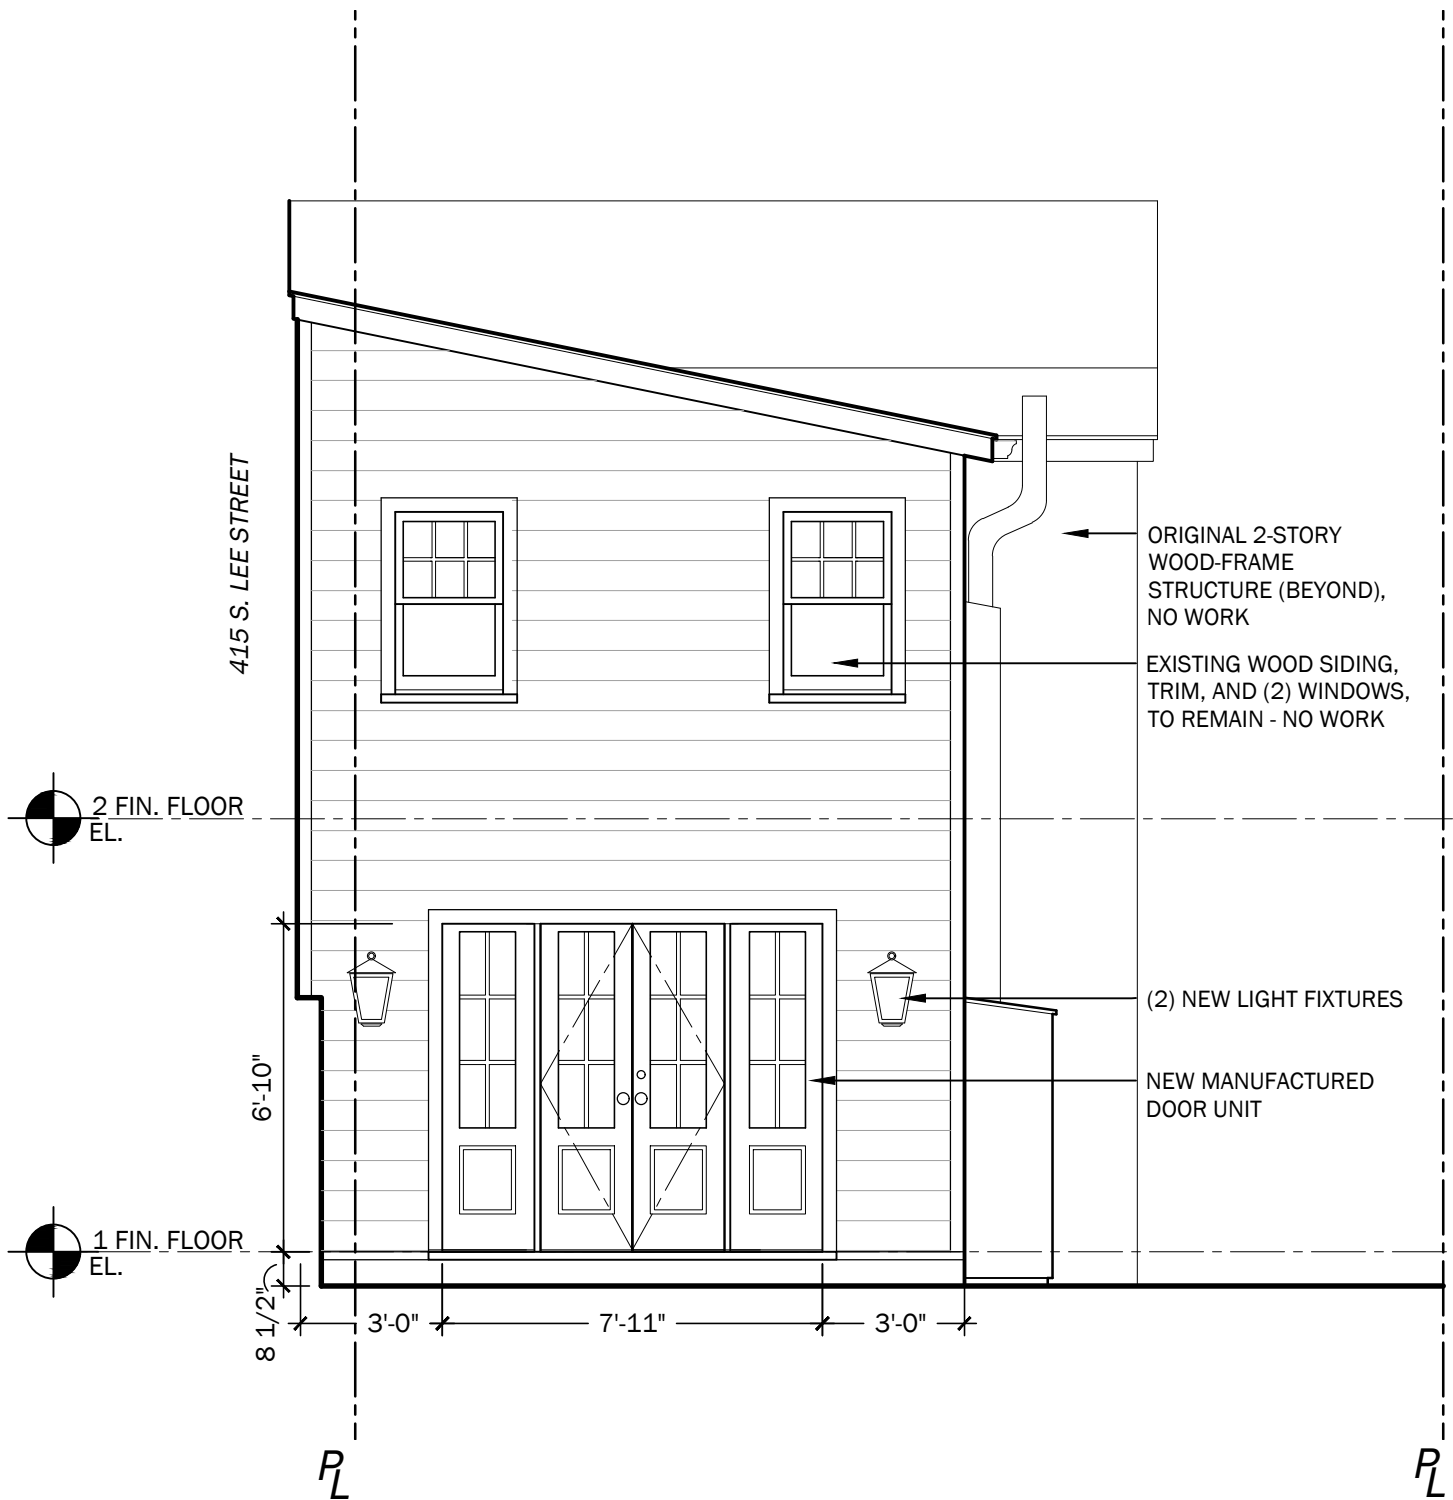 415 S. LEE STREET
ORIGINAL 2-STORY
WOOD-FRAME
STRUCTURE (BEYOND),
NO WORK
EXISTING WOOD SIDING,
TRIM, AND (2) WINDOWS,
TO REMAIN - NO WORK
2 FIN. FLOOR
EL.
(2) NEW LIGHT FIXTURES
NEW MANUFACTURED
DOOR UNIT
6'-10"
1 FIN. FLOOR
EL.
8 1/2"
3'-0"
7'-11"
3'-0"
PL
PL